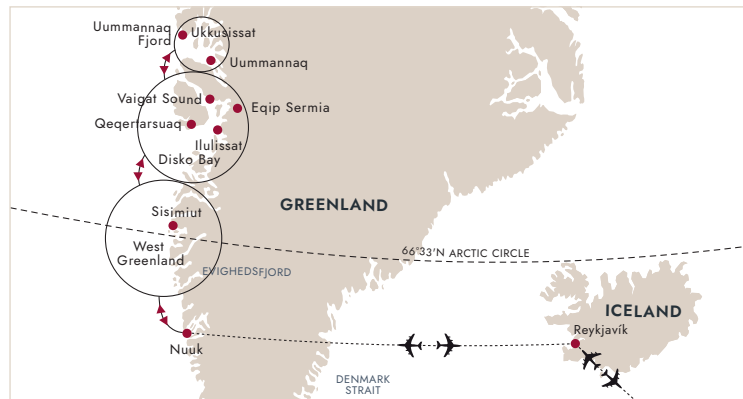 Uummannaq
Fjord
Ukkusissat
Uummannaq
Vaigat Sound
Eqip Sermia
Qeqertarsuaq
Ilulissat
Disko Bay
GREENLAND
Sisimiut
West
Greenland
66°33'N ARCTIC CIRCLE
EVIGHEDSFJORD
ICELAND
Reykjavík
Nuuk
DENMARK
STRAIT